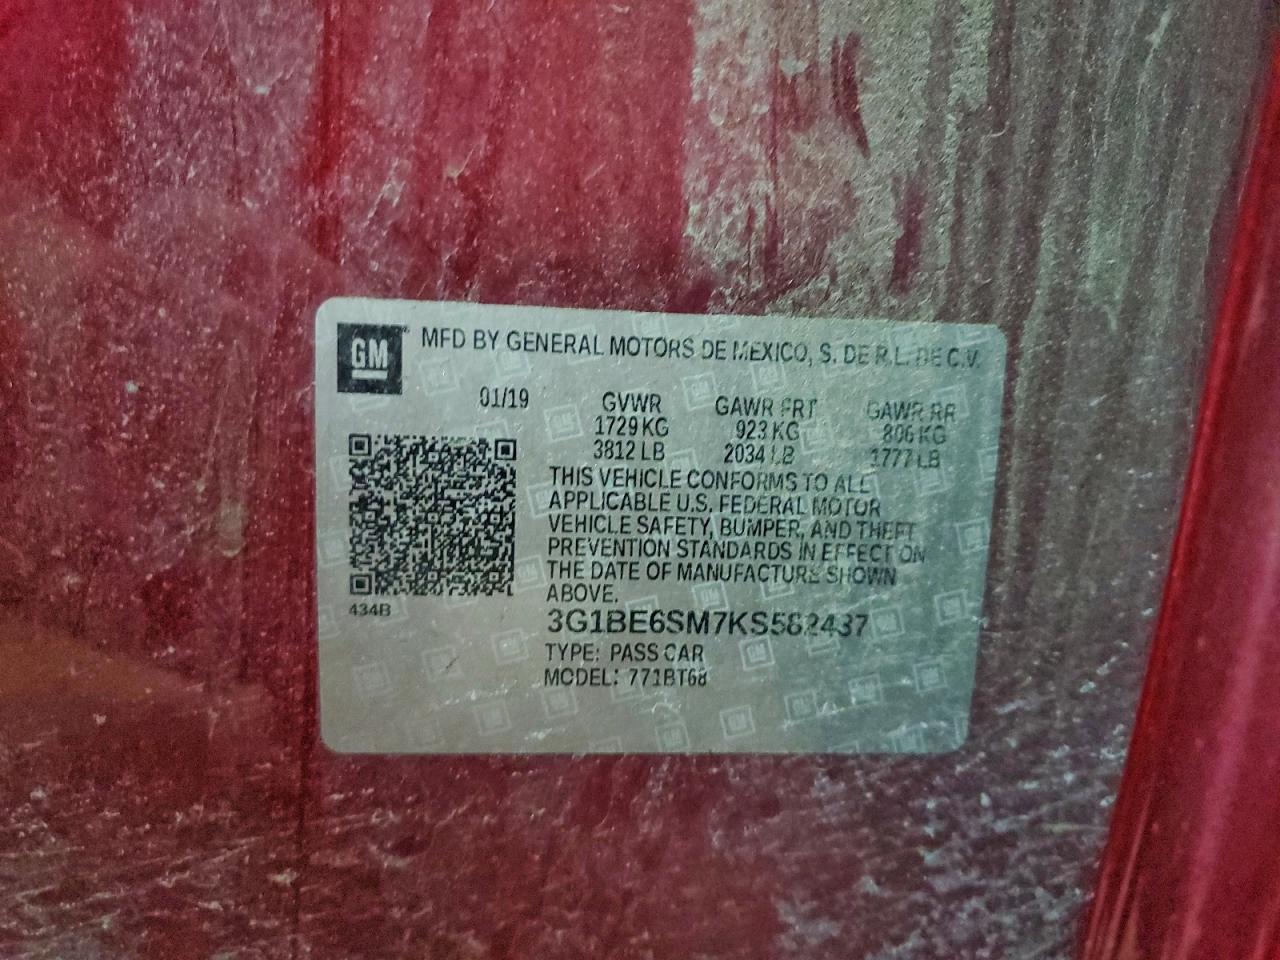 GM
MFD BY GENERAL MOTORS DE MEXICO, S. DE R.L. DE C.V.
01/19 GVWR GAWR FRT GAWR RR
1729 KG 923 KG 806 KG
3812 LB 2034 LB 1777 LB
THIS VEHICLE CONFORMS TO ALL
APPLICABLE U.S. FEDERAL MOTOR
VEHICLE SAFETY, BUMPER, AND THEFT
PREVENTION STANDARDS IN EFFECT ON
THE DATE OF MANUFACTURE SHOWN
ABOVE.
434B
3G1BE6SM7KS582437
TYPE: PASS CAR
MODEL: 771BT68